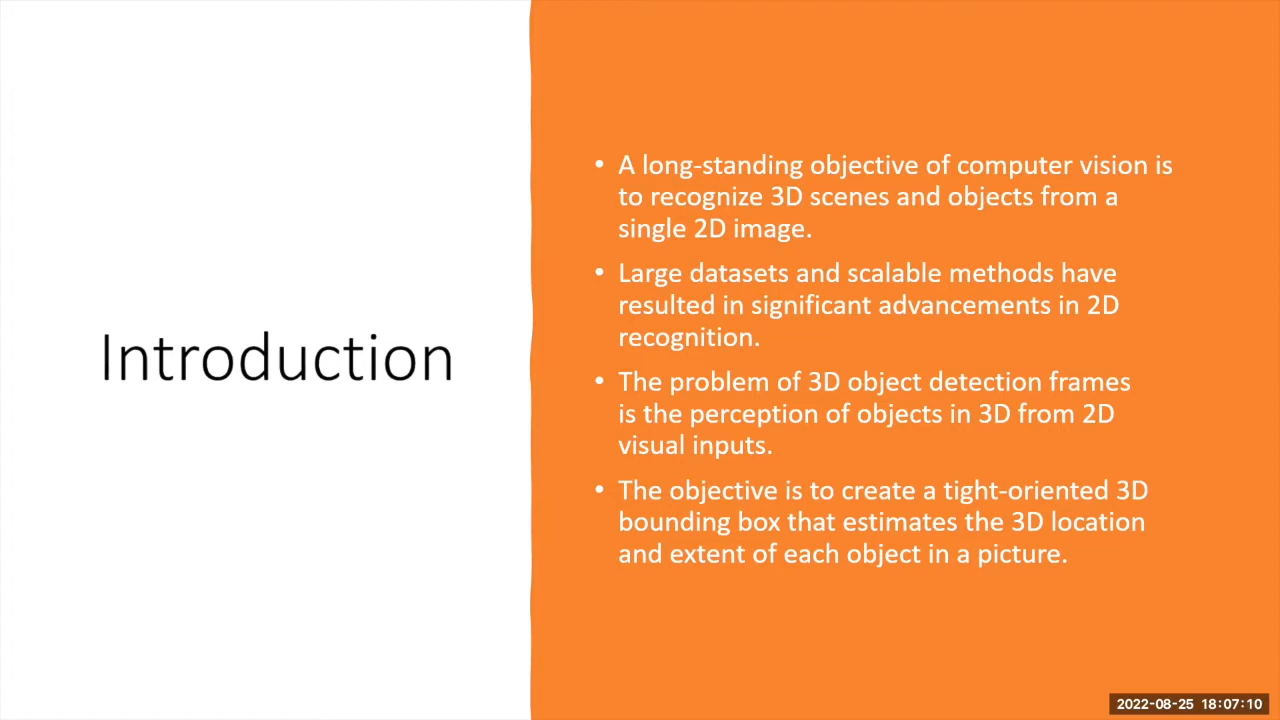 Introduction
• A long-standing objective of computer vision is
to recognize 3D scenes and objects from a
single 2D image.
• Large datasets and scalable methods have
resulted in significant advancements in 2D
recognition.
• The problem of 3D object detection frames
is the perception of objects in 3D from 2D
visual inputs.
• The objective is to create a tight-oriented 3D
bounding box that estimates the 3D location
and extent of each object in a picture.
2022-08-25 18:07:10